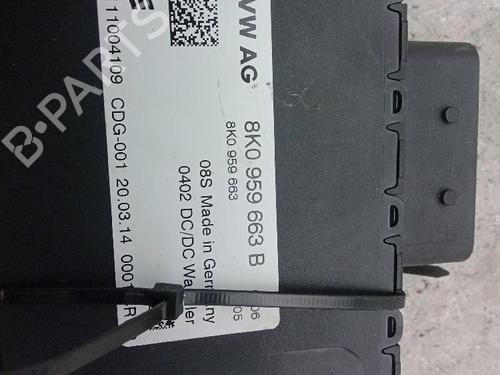 VW AG
8K0 959 663 B
8K0 959 663
08S Made in Germany
0402 DC/DC Wandler
11004109 CDG-001 20.03.14
B-PARTS